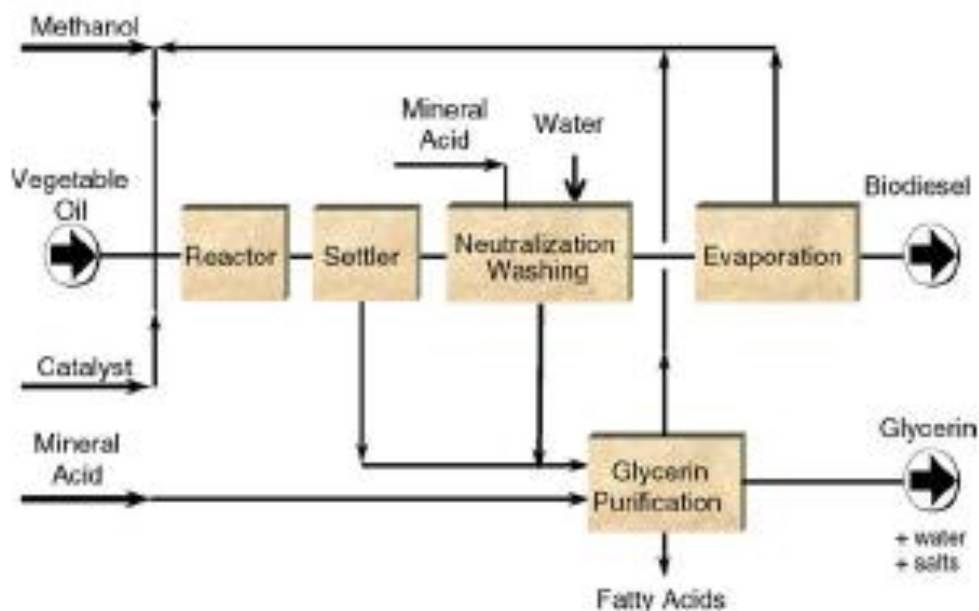 Methanol
Mineral
Acid
Water
Vegetable
Oil
Biodiesel
Reactor
Settler
Neutralization
Washing
Evaporation
Catalyst
Mineral
Acid
Glycerin
Glycerin
Purification
+ water
+ salts
Fatty Acids